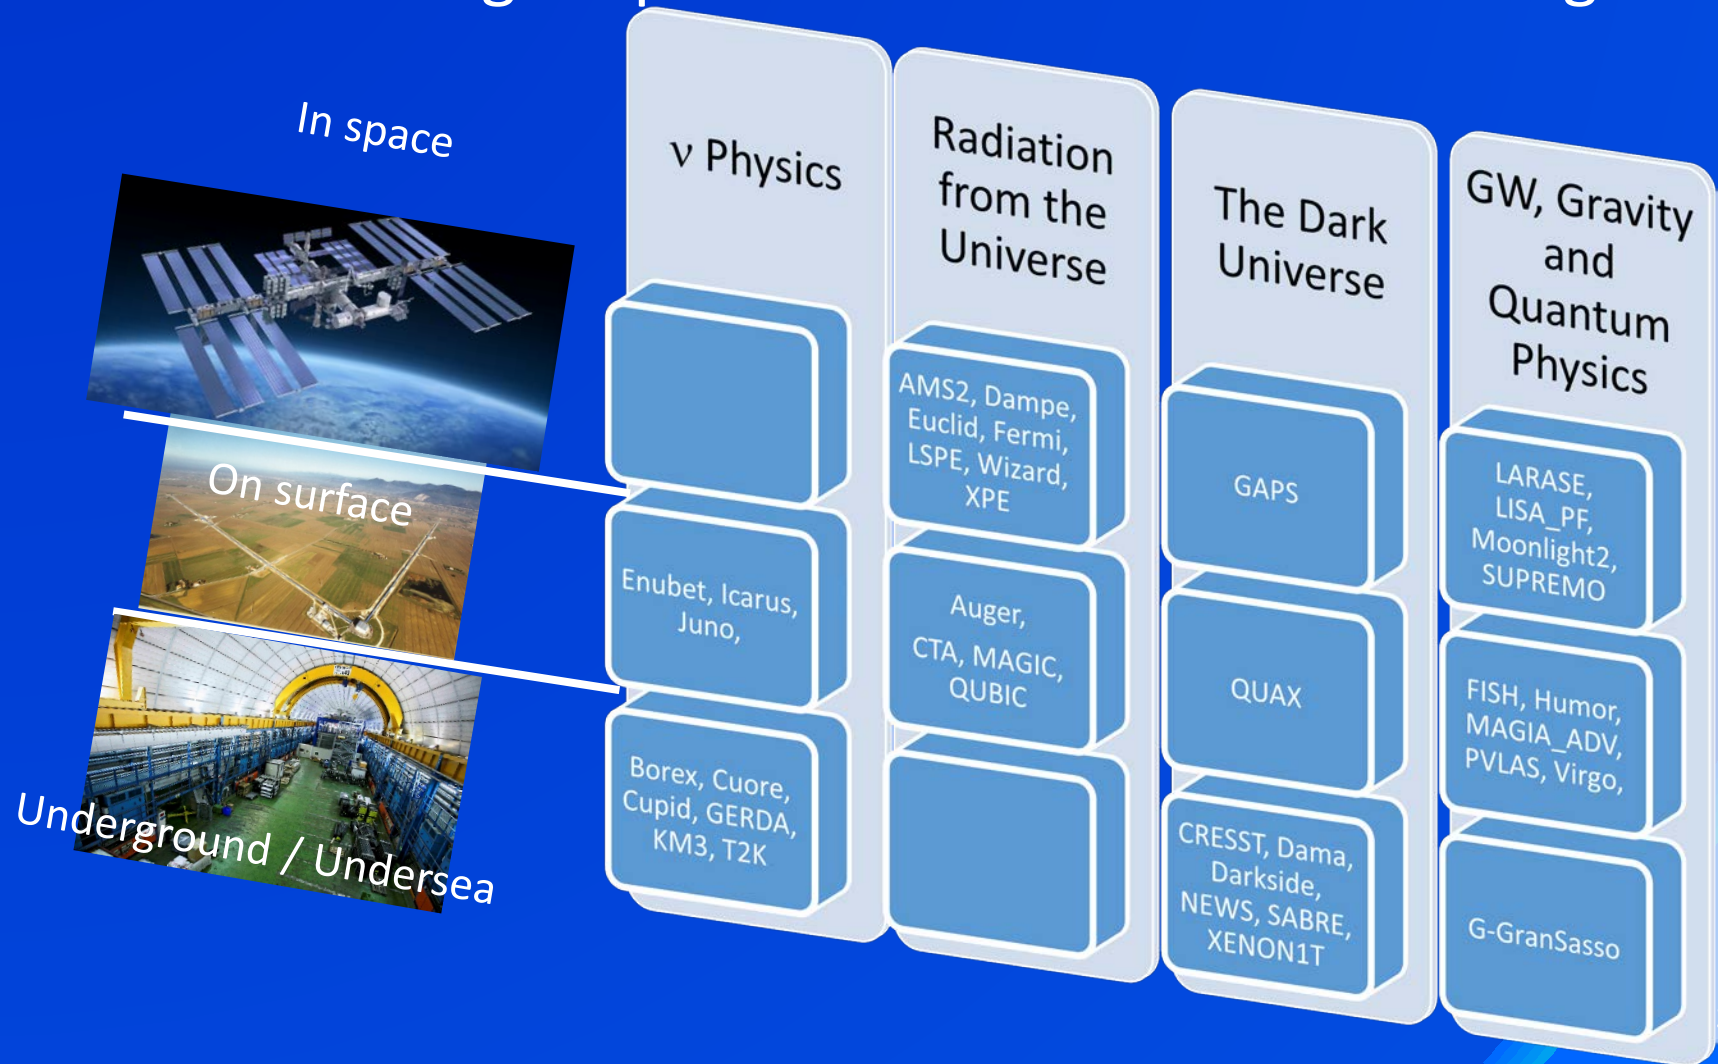 In space
On surface
Underground / Undersea
ν Physics
Enubet, Icarus,
Juno,
Borex, Cuore,
Cupid, GERDA,
KM3, T2K
Radiation
from the
Universe
AMS2, Dampe,
Euclid, Fermi,
LSPE, Wizard,
XPE
Auger,
CTA, MAGIC,
QUBIC
The Dark
Universe
GAPS
QUAX
CRESST, Dama,
Darkside,
NEWS, SABRE,
XENON1T
GW, Gravity
and
Quantum
Physics
LARASE,
LISA_PF,
Moonlight2,
SUPREMO
FISH, Humor,
MAGIA_ADV,
PVLAS, Virgo,
G-GranSasso